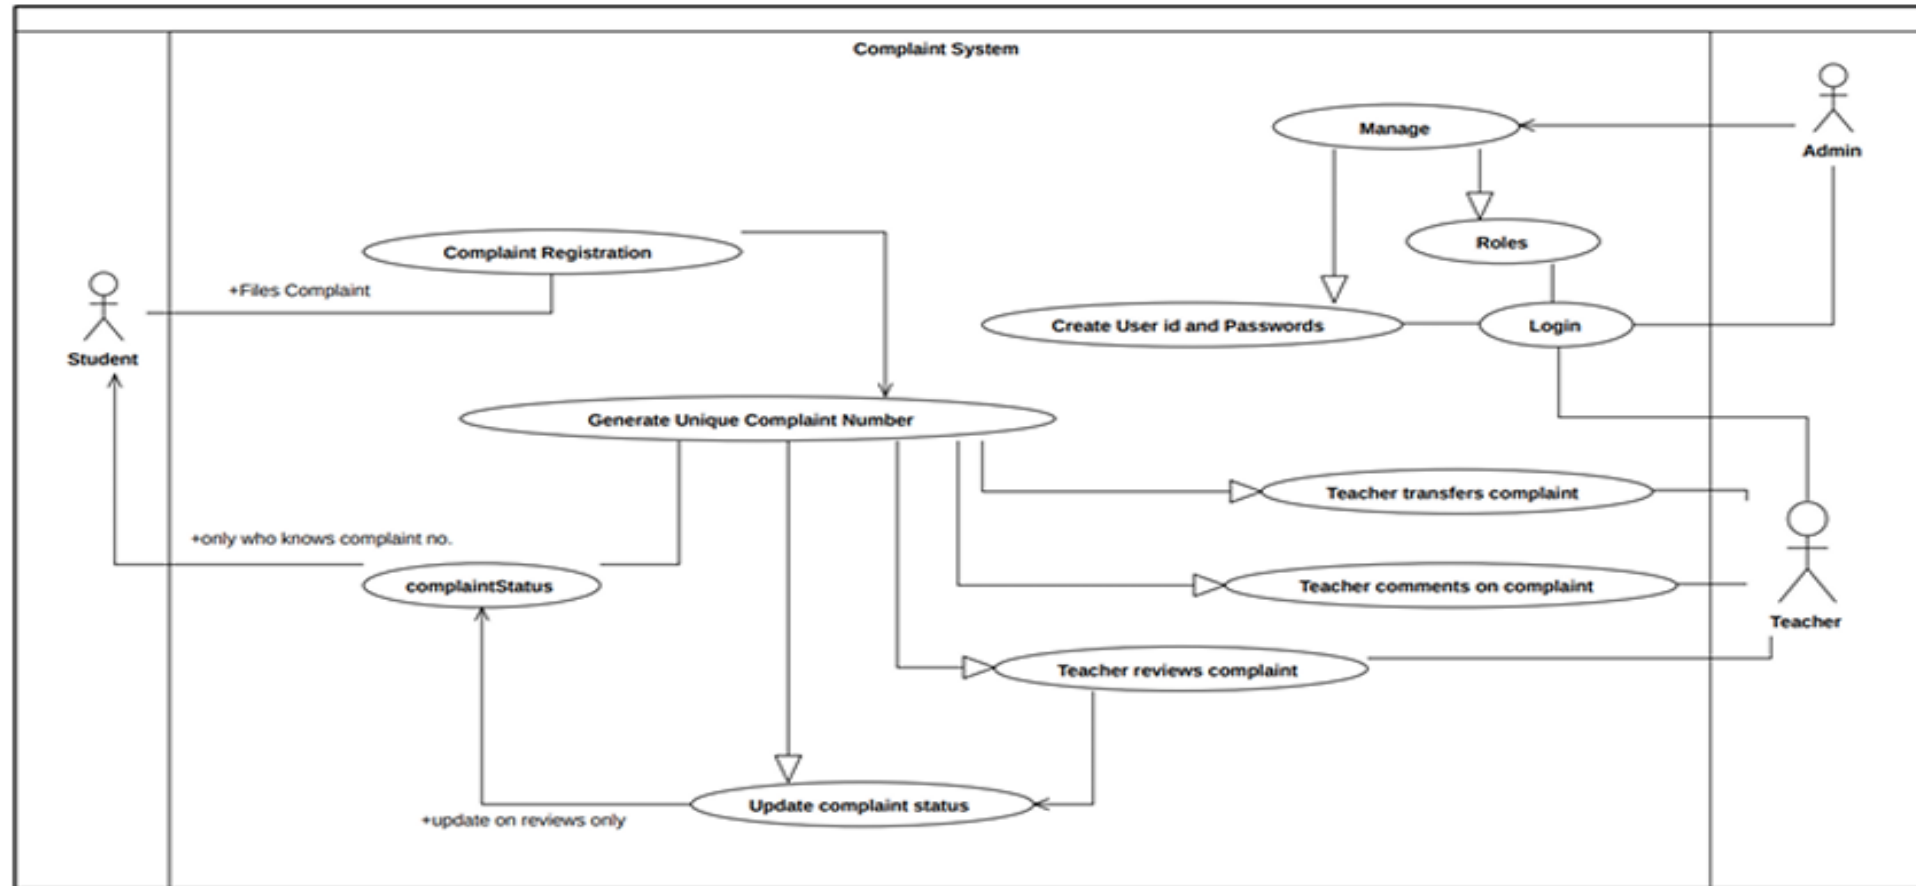 Complaint System
Manage
Admin
Roles
Complaint Registration
+Files Complaint
Create User id and Passwords
Login
Student
Generate Unique Complaint Number
Teacher transfers complaint
+only who knows complaint no.
complaintStatus
Teacher comments on complaint
Teacher
Teacher reviews complaint
Update complaint status
+update on reviews only